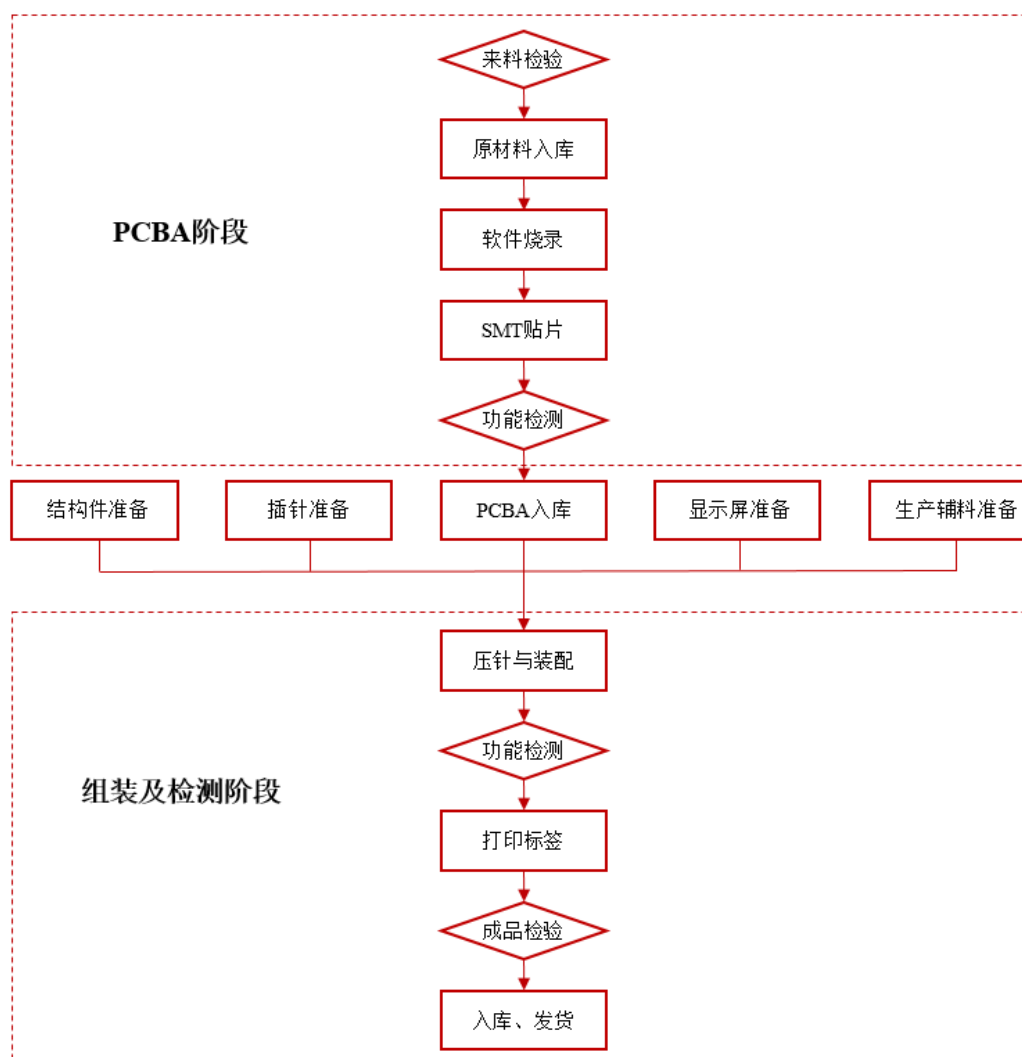 来料检验
原材料入库
PCBA阶段
软件烧录
SMT贴片
功能检测
结构件准备
插针准备
PCBA入库
显示屏准备
生产辅料准备
压针与装配
功能检测
组装及检测阶段
打印标签
成品检验
入库、发货